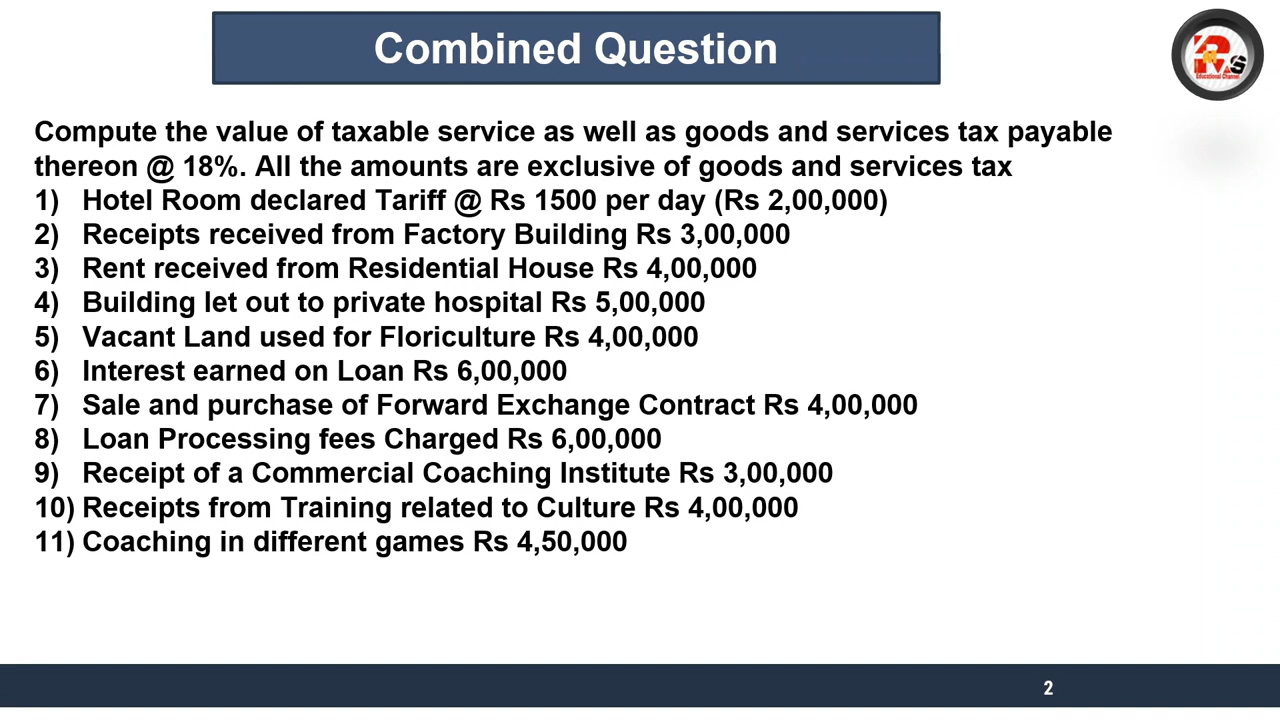 Combined Question
Compute the value of taxable service as well as goods and services tax payable
thereon @ 18%. All the amounts are exclusive of goods and services tax
1) Hotel Room declared Tariff @ Rs 1500 per day (Rs 2,00,000)
2) Receipts received from Factory Building Rs 3,00,000
3) Rent received from Residential House Rs 4,00,000
4) Building let out to private hospital Rs 5,00,000
5) Vacant Land used for Floriculture Rs 4,00,000
6) Interest earned on Loan Rs 6,00,000
7) Sale and purchase of Forward Exchange Contract Rs 4,00,000
8) Loan Processing fees Charged Rs 6,00,000
9) Receipt of a Commercial Coaching Institute Rs 3,00,000
10) Receipts from Training related to Culture Rs 4,00,000
11) Coaching in different games Rs 4,50,000
2
Educational Channel